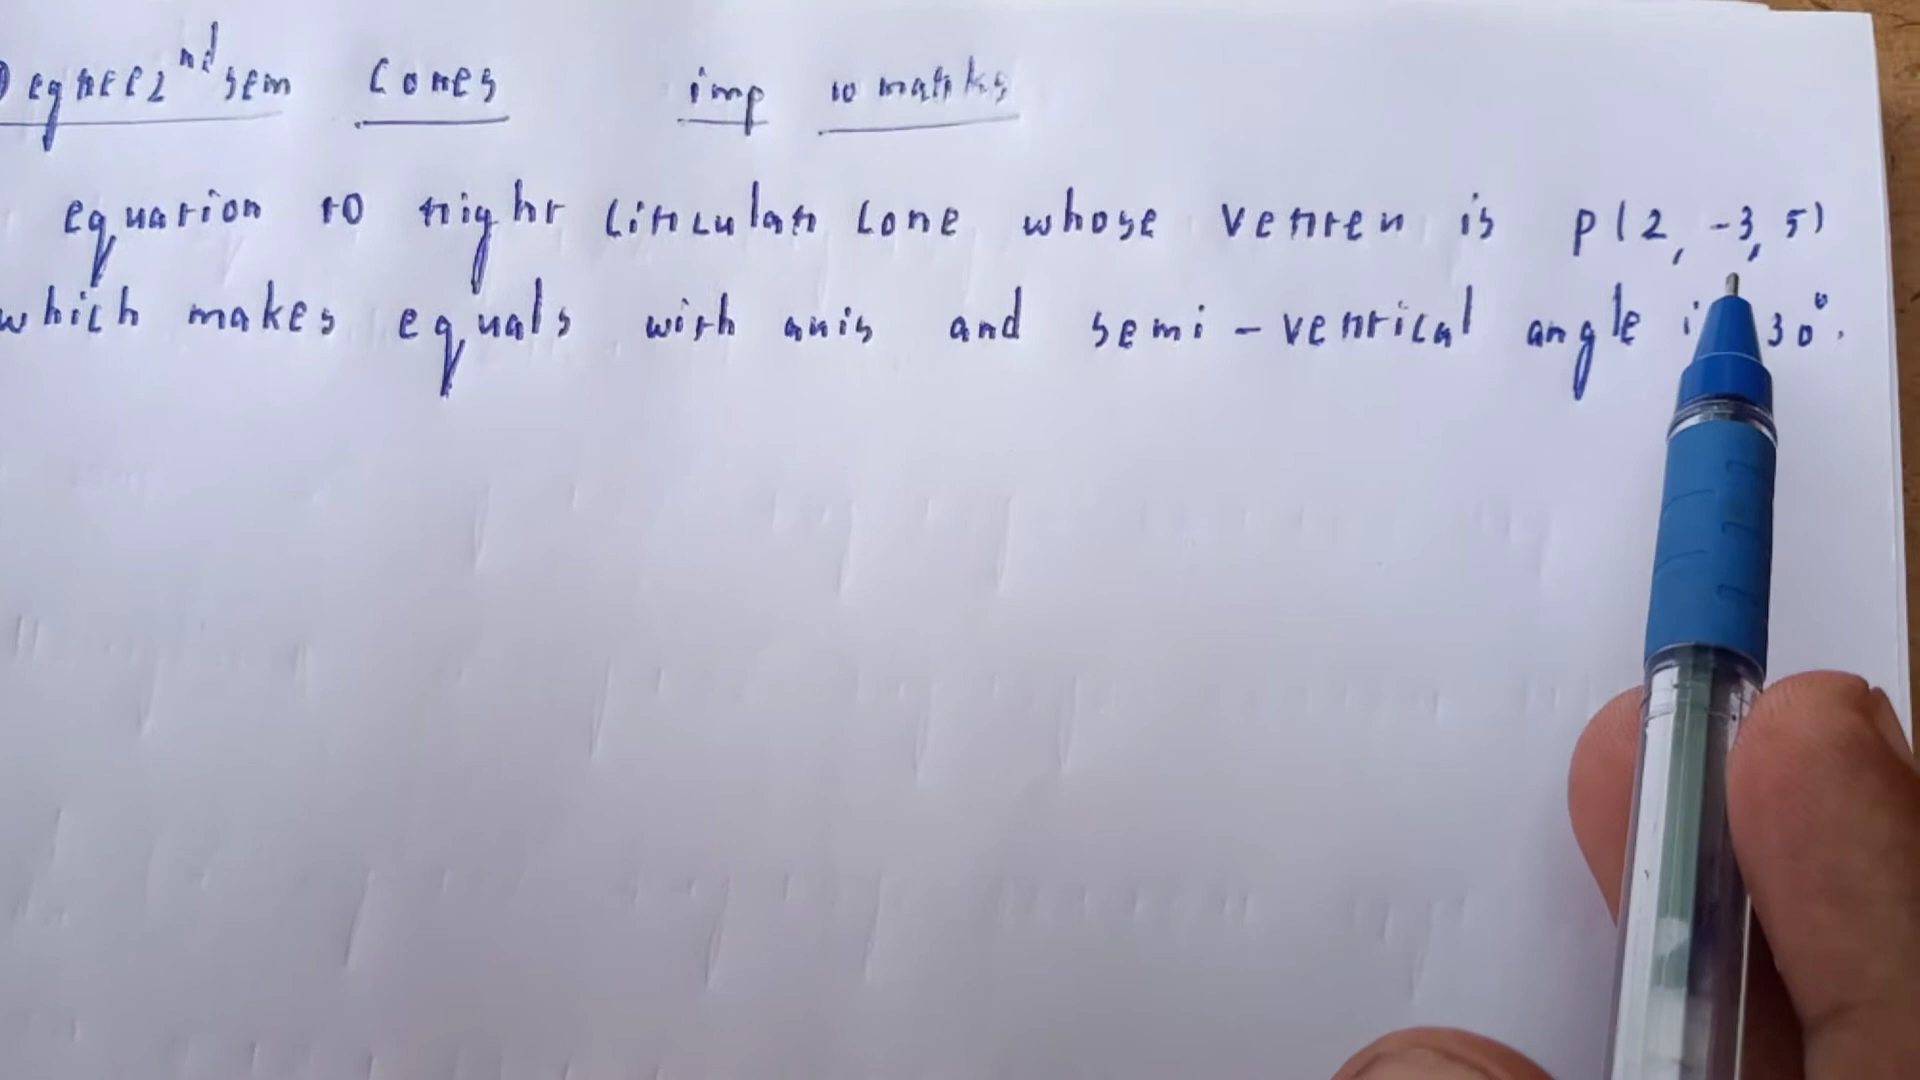 Degree 2nd sem Cones imp 10 marks
equation to right circular cone whose vertex is P(2, -3, 5)
which makes equals with axis and semi-vertical angle i 30°.